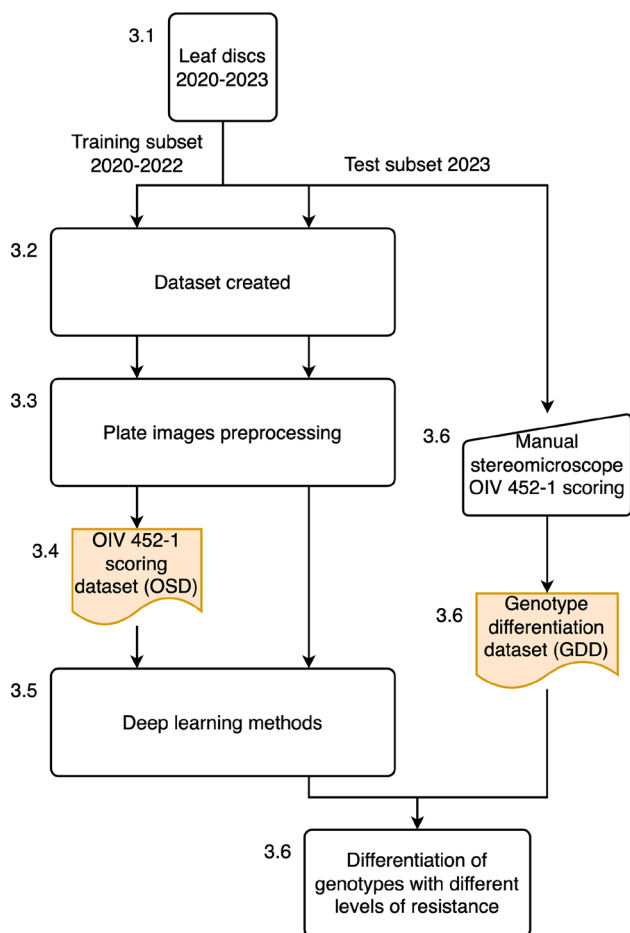 3.1
Leaf discs
2020-2023
Training subset
2020-2022
Test subset 2023
3.2
Dataset created
3.3
Plate images preprocessing
3.6
Manual
stereomicroscope
OIV 452-1 scoring
3.4
OIV 452-1
scoring
dataset (OSD)
3.6
Genotype
differentiation
dataset (GDD)
3.5
Deep learning methods
3.6
Differentiation of
genotypes with different
levels of resistance